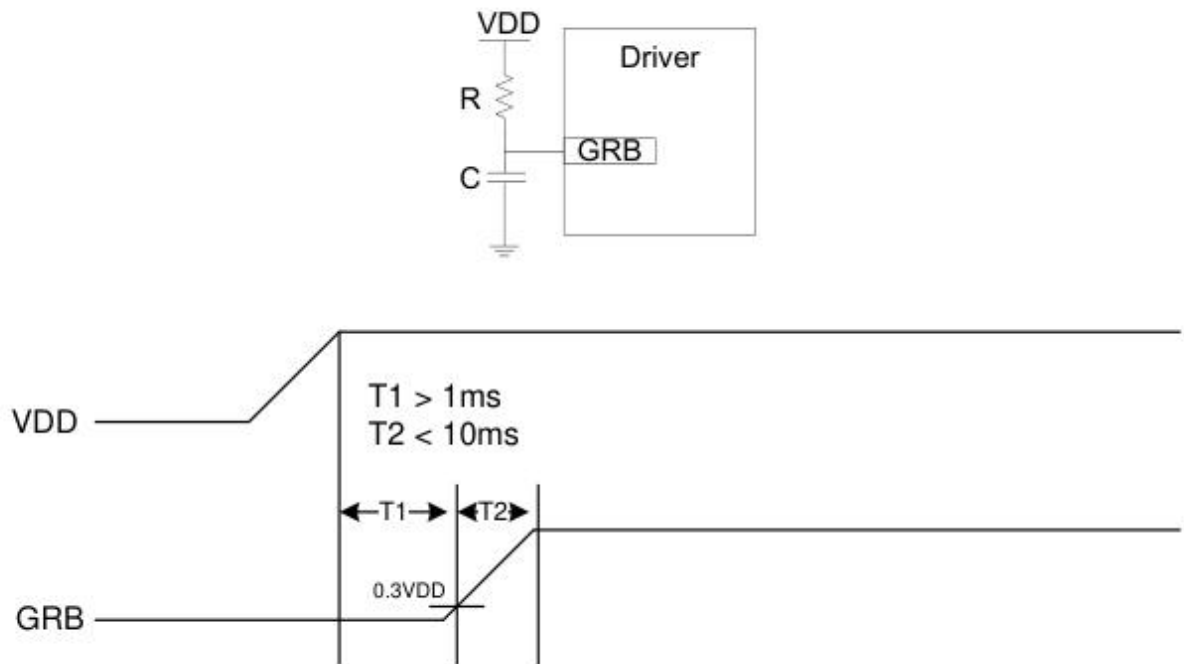 VDD
Driver
R
GRB
C
VDD
T1 > 1ms
T2 < 10ms
T1
T2
0.3VDD
GRB